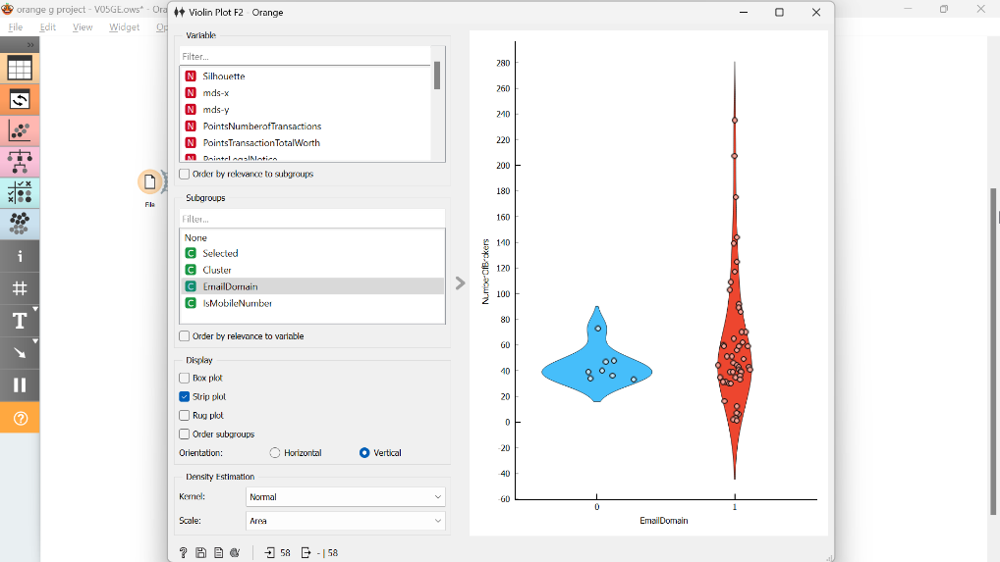 orange g project - V05GE.ows* - Ora
File Edit View Widget Op
File
Violin Plot F2 - Orange
Variable
Filter...
N Silhouette
N mds-x
N mds-y
N PointsNumberofTransactions
N PointsTransactionTotalWorth
N PointsLegalNotice
Order by relevance to subgroups
Subgroups
Filter...
None
C Selected
C Cluster
C EmailDomain
C IsMobileNumber
Order by relevance to variable
Display
Box plot
Strip plot
Rug plot
Order subgroups
Orientation: Horizontal Vertical
Density Estimation
Kernel: Normal
Scale: Area
58 - | 58
NumberOfBrokers
280
260
240
220
200
180
160
140
120
100
80
60
40
20
0
-20
-40
-60
0 1
EmailDomain